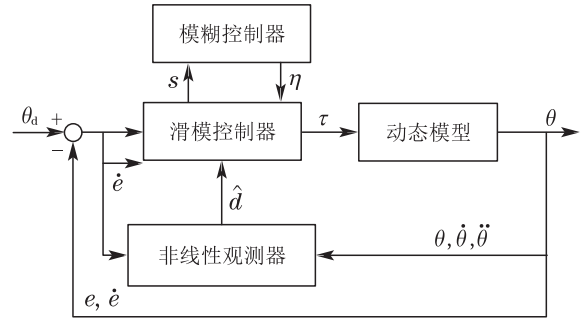 模糊控制器
s
η
θd
+
−
滑模控制器
τ
动态模型
θ
ė
d̂
非线性观测器
θ, θ̇, θ̈
e, ė